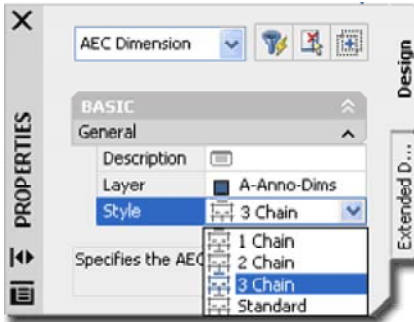 AEC Dimension
Design
BASIC
General
Description
Layer A-Anno-Dims
Style 3 Chain
1 Chain
2 Chain
3 Chain
Standard
Specifies the AEC
PROPERTIES
Extended D...